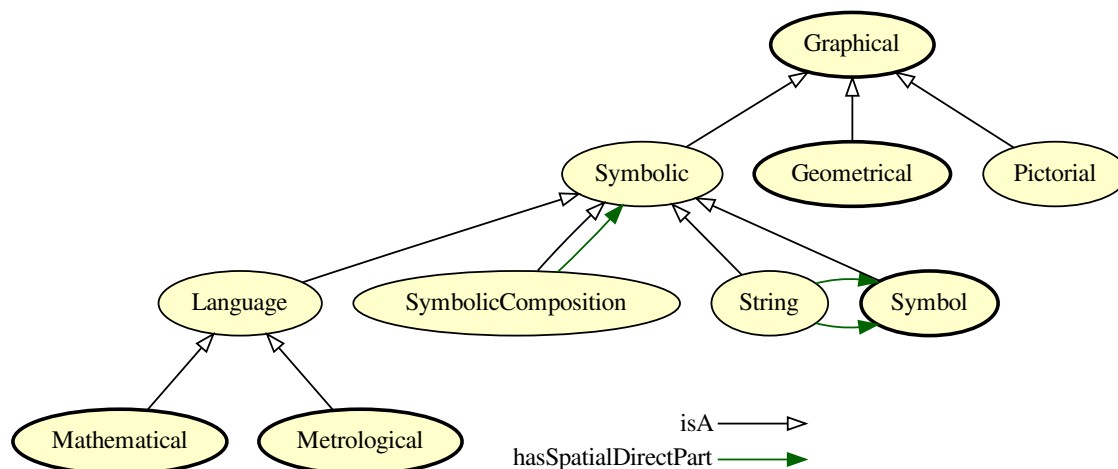 Graphical
Symbolic
Geometrical
Pictorial
Language
SymbolicComposition
String
Symbol
Mathematical
Metrological
isA
hasSpatialDirectPart